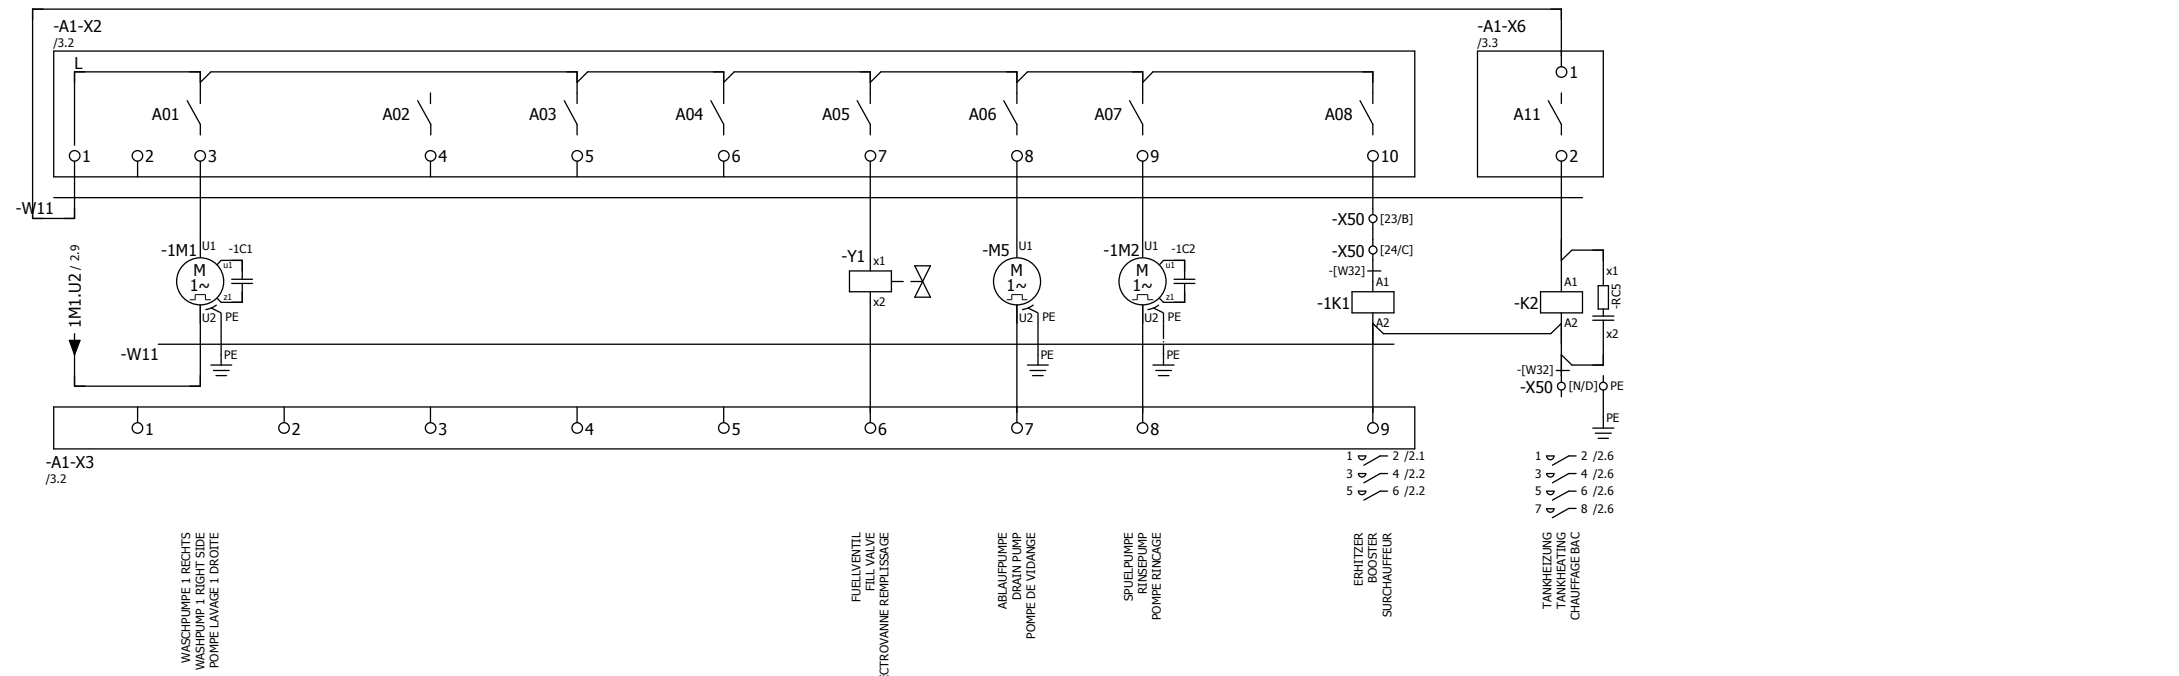 -A1-X2
/3.2
-A1-X6
/3.3
L
1
A01
A02
A03
A04
A05
A06
A07
A08
A11
1
2
3
4
5
6
7
8
9
10
2
-W11
-X50 [23/B]
-X50 [24/C]
-[W32]
1M1.U2 / 2.9
-1M1 U1 -1C1
u1
M
1~
z1
U2 PE
PE
-Y1 x1
x2
-M5 U1
M
1~
U2 PE
PE
-1M2 U1 -1C2
u1
M
1~
z1
U2 PE
PE
A1
-1K1
A2
A1
-K2
A2
x1
-RC5
x2
-W11
-[W32]
-X50 [N/D] PE
PE
1 2 3 4 5 6 7 8 9
-A1-X3
/3.2
1 2 /2.1
3 4 /2.2
5 6 /2.2
1 2 /2.6
3 4 /2.6
5 6 /2.6
7 8 /2.6
WASCHPUMPE 1 RECHTS
WASHPUMP 1 RIGHT SIDE
POMPE LAVAGE 1 DROITE
FUELLVENTIL
FILL VALVE
CTROVANNE REMPLISSAGE
ABLAUFPUMPE
DRAIN PUMP
POMPE DE VIDANGE
SPUELPUMPE
RINSEPUMP
POMPE RINCAGE
ERHITZER
BOOSTER
SURCHAUFFEUR
TANKHEIZUNG
TANKHEATING
CHAUFFAGE BAC